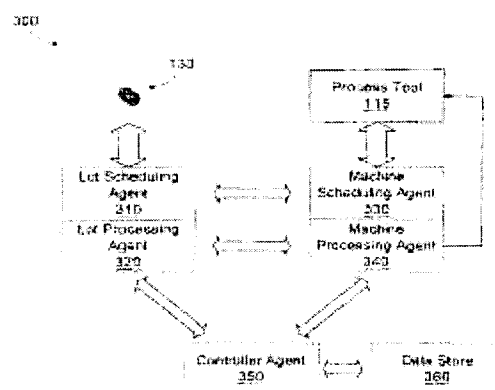 300
130
Process Tool
115
Lot Scheduling
Agent
310
Machine
Scheduling Agent
330
Lot Processing
Agent
320
Machine
Processing Agent
340
Controller Agent
350
Data Store
360